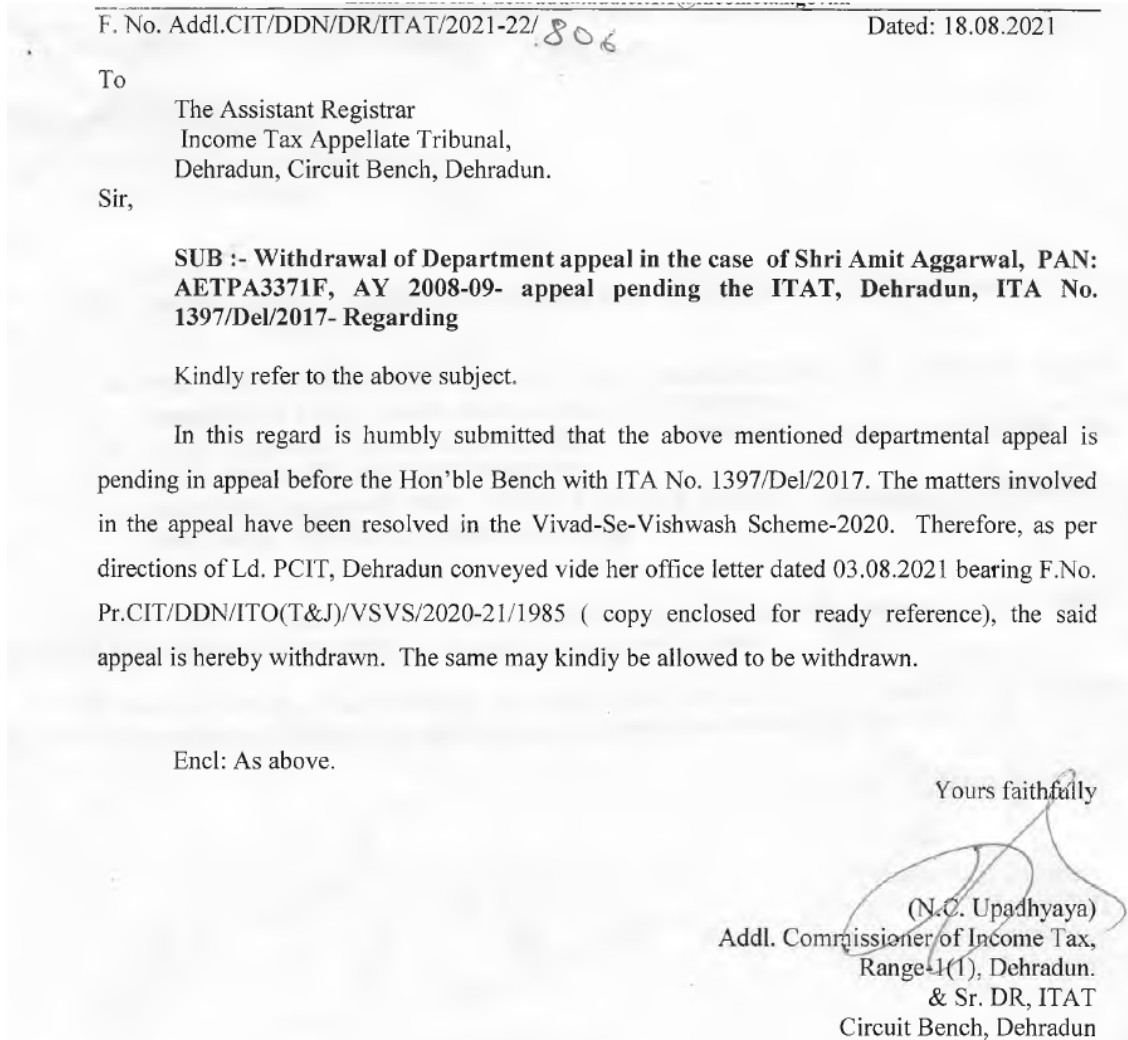 F. No. Addl.CIT/DDN/DR/ITAT/2021-22/ 806 Dated: 18.08.2021
To
The Assistant Registrar
Income Tax Appellate Tribunal,
Dehradun, Circuit Bench, Dehradun.
Sir,
SUB :- Withdrawal of Department appeal in the case of Shri Amit Aggarwal, PAN:
AETPA3371F, AY 2008-09- appeal pending the ITAT, Dehradun, ITA No.
1397/Del/2017- Regarding
Kindly refer to the above subject.
In this regard is humbly submitted that the above mentioned departmental appeal is
pending in appeal before the Hon'ble Bench with ITA No. 1397/Del/2017. The matters involved
in the appeal have been resolved in the Vivad-Se-Vishwash Scheme-2020. Therefore, as per
directions of Ld. PCIT, Dehradun conveyed vide her office letter dated 03.08.2021 bearing F.No.
Pr.CIT/DDN/ITO(T&J)/VSVS/2020-21/1985 ( copy enclosed for ready reference), the said
appeal is hereby withdrawn. The same may kindly be allowed to be withdrawn.
Encl: As above.
Yours faithfully
(N.C. Upadhyaya)
Addl. Commissioner of Income Tax,
Range-1(1), Dehradun.
& Sr. DR, ITAT
Circuit Bench, Dehradun